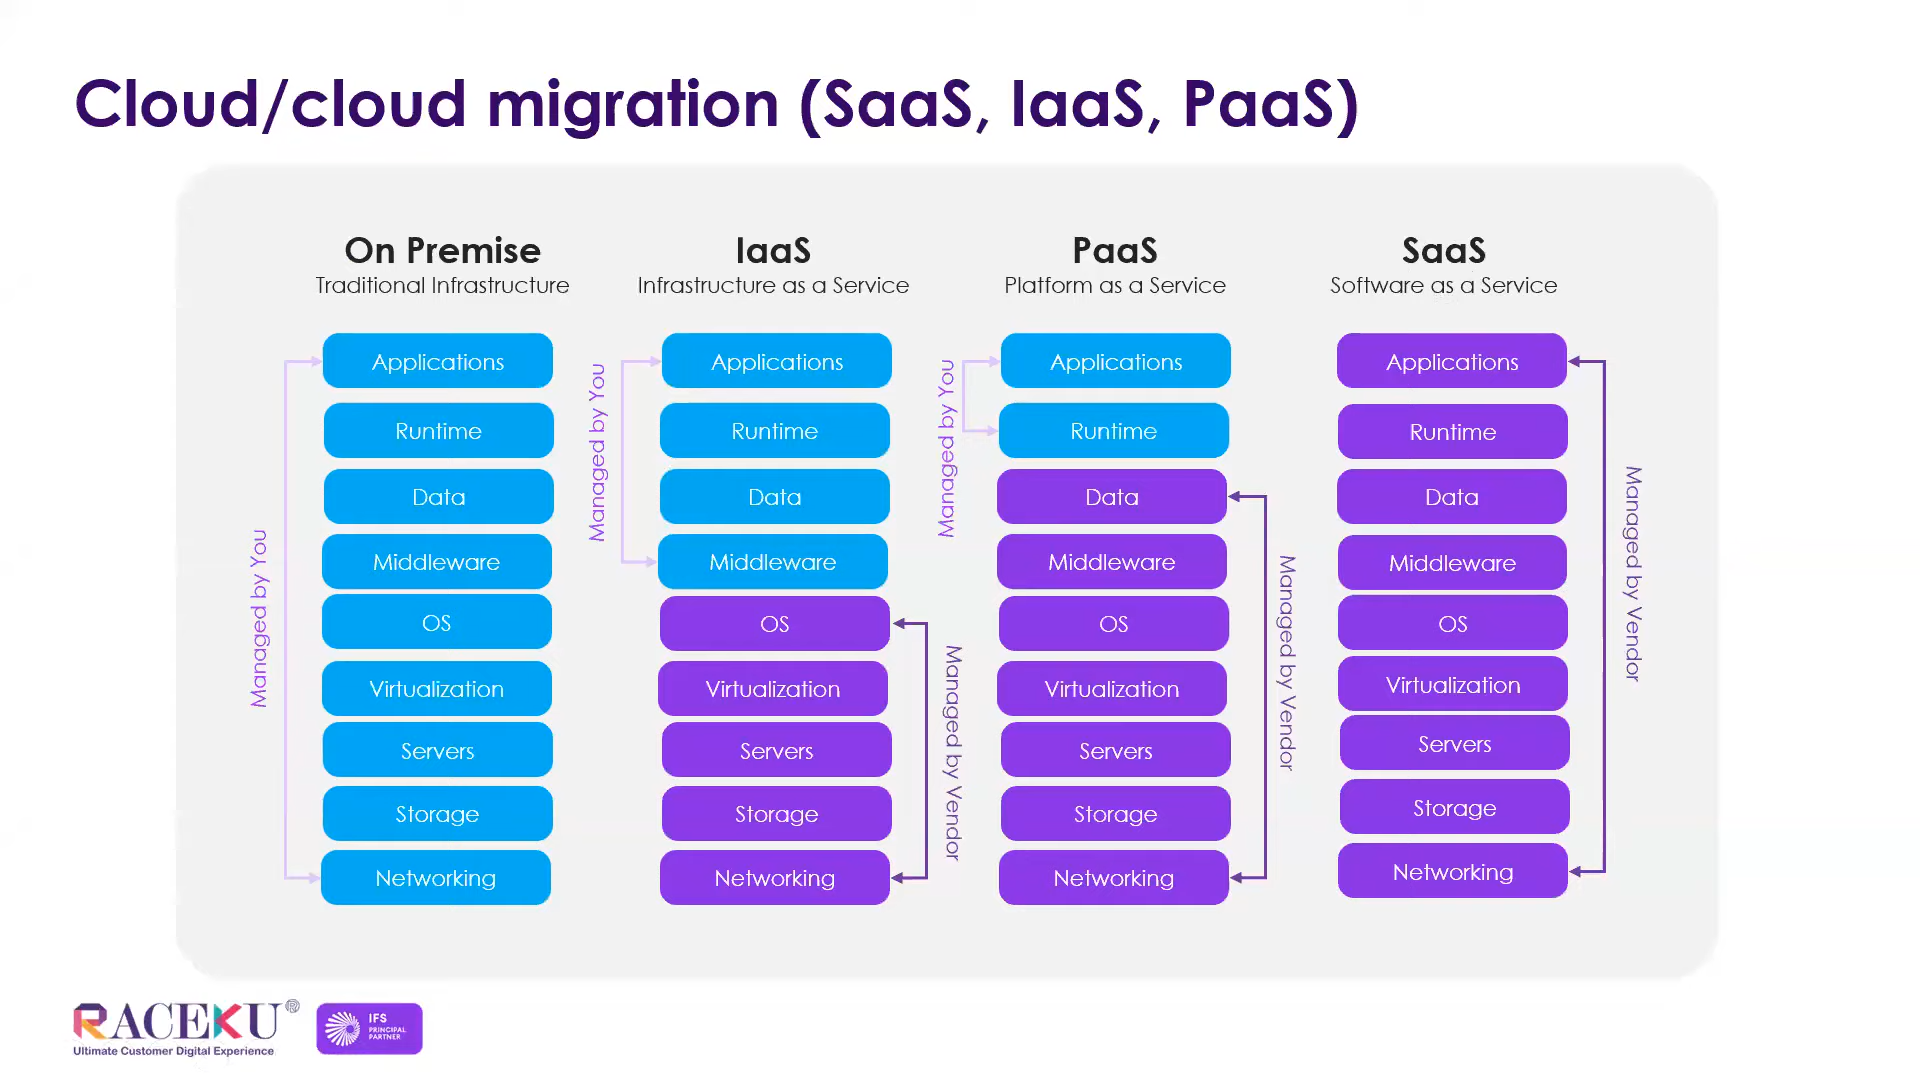 Cloud/cloud migration (SaaS, IaaS, PaaS)
On Premise
Traditional Infrastructure
Managed by You
Applications
Runtime
Data
Middleware
OS
Virtualization
Servers
Storage
Networking
IaaS
Infrastructure as a Service
Managed by You
Applications
Runtime
Data
Middleware
OS
Virtualization
Servers
Storage
Networking
Managed by Vendor
PaaS
Platform as a Service
Managed by You
Applications
Runtime
Data
Middleware
OS
Virtualization
Servers
Storage
Networking
Managed by Vendor
SaaS
Software as a Service
Applications
Runtime
Data
Middleware
OS
Virtualization
Servers
Storage
Networking
Managed by Vendor
RACEKU®
Ultimate Customer Digital Experience
IFS
PRINCIPAL
PARTNER